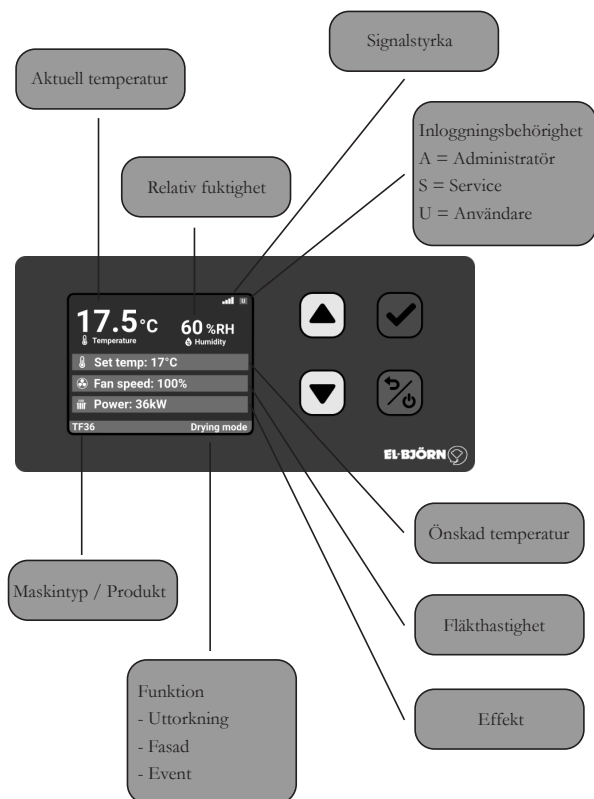 Signalstyrka
Aktuell temperatur
Inloggningsbehörighet
A = Administratör
S = Service
U = Användare
Relativ fuktighet
U
17.5°C
Temperature
60 %RH
Humidity
Set temp: 17°C
Fan speed: 100%
Power: 36kW
TF36
Drying mode
EL·BJÖRN
Önskad temperatur
Maskintyp / Produkt
Fläkthastighet
Funktion
- Uttorkning
- Fasad
- Event
Effekt